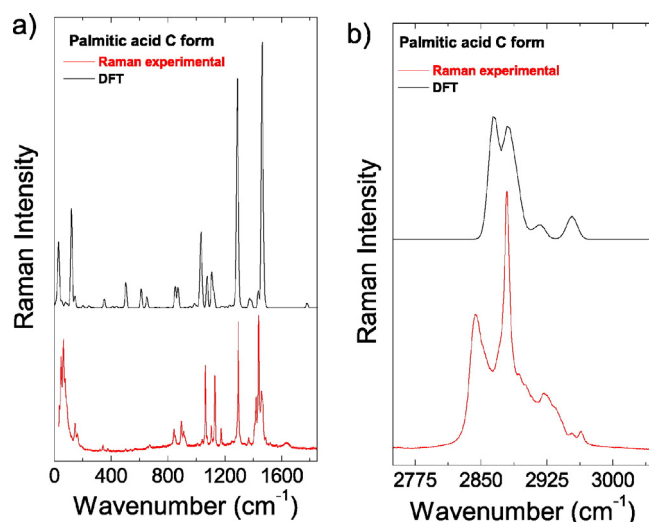 a)
Palmitic acid C form
Raman experimental
DFT
Raman Intensity
0 400 800 1200 1600
Wavenumber (cm⁻¹)
b)
Palmitic acid C form
Raman experimental
DFT
Raman Intensity
2775 2850 2925 3000
Wavenumber (cm⁻¹)